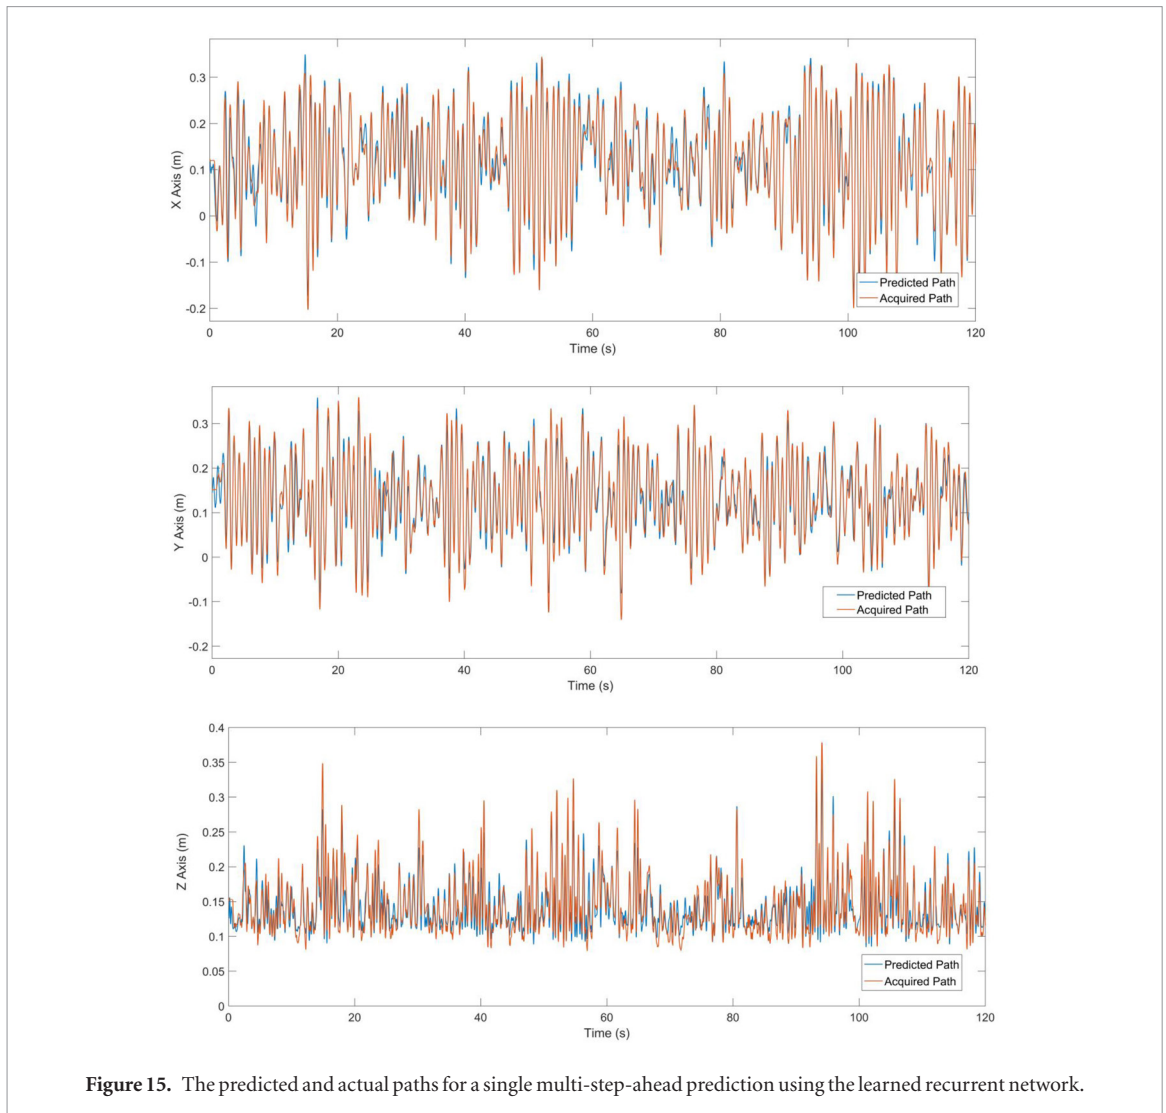 X Axis (m)
0.3
0.2
0.1
0
-0.1
-0.2
Predicted Path
Acquired Path
0 20 40 60 80 100 120
Time (s)
Y Axis (m)
0.3
0.2
0.1
0
-0.1
-0.2
Predicted Path
Acquired Path
0 20 40 60 80 100 120
Time (s)
Z Axis (m)
0.4
0.35
0.3
0.25
0.2
0.15
0.1
0.05
0
Predicted Path
Acquired Path
0 20 40 60 80 100 120
Time (s)
Figure 15. The predicted and actual paths for a single multi-step-ahead prediction using the learned recurrent network.